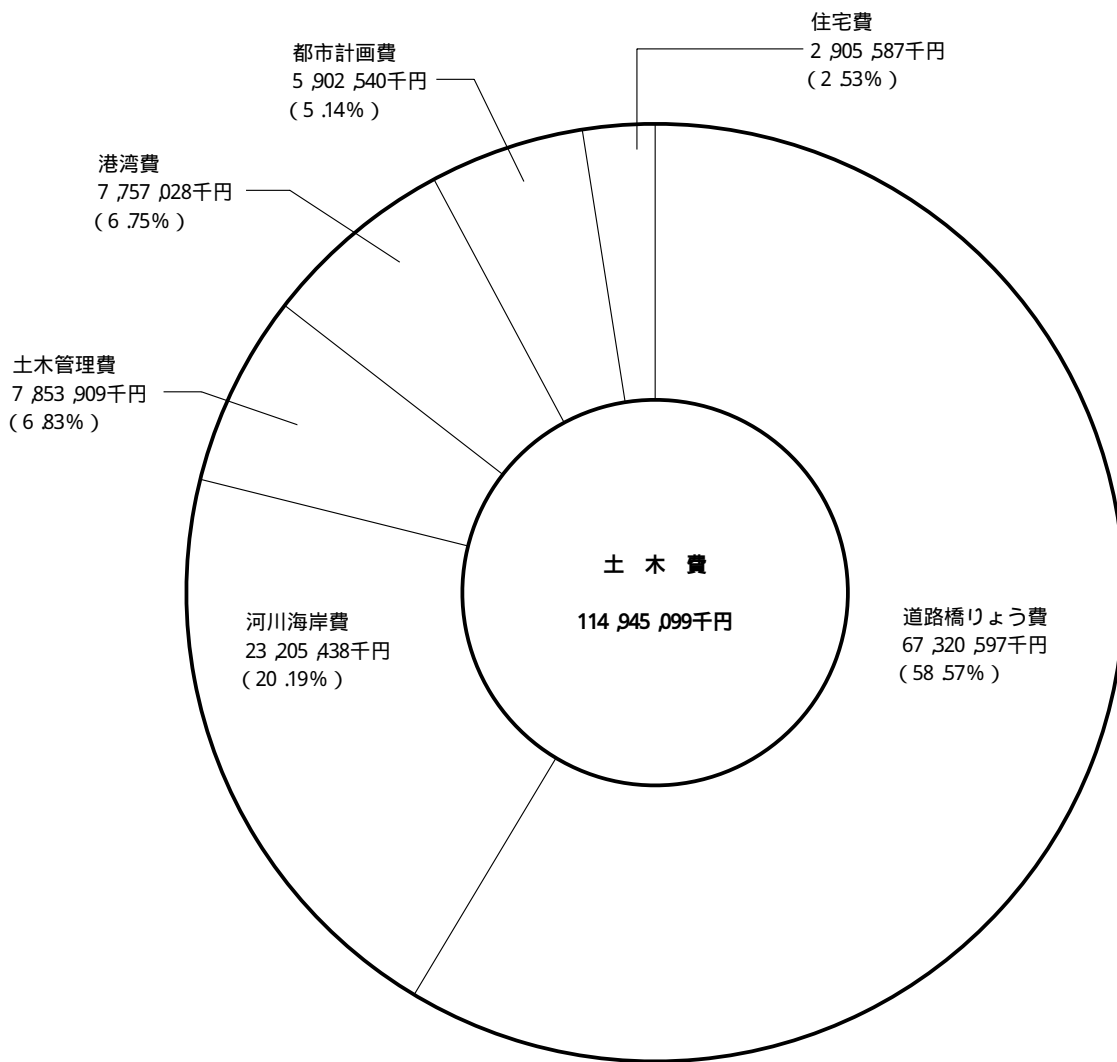 住宅費
2,905,587千円
(2.53%)
都市計画費
5,902,540千円
(5.14%)
港湾費
7,757,028千円
(6.75%)
土木管理費
7,853,909千円
(6.83%)
土 木 費
114,945,099千円
河川海岸費
23,205,438千円
(20.19%)
道路橋りょう費
67,320,597千円
(58.57%)